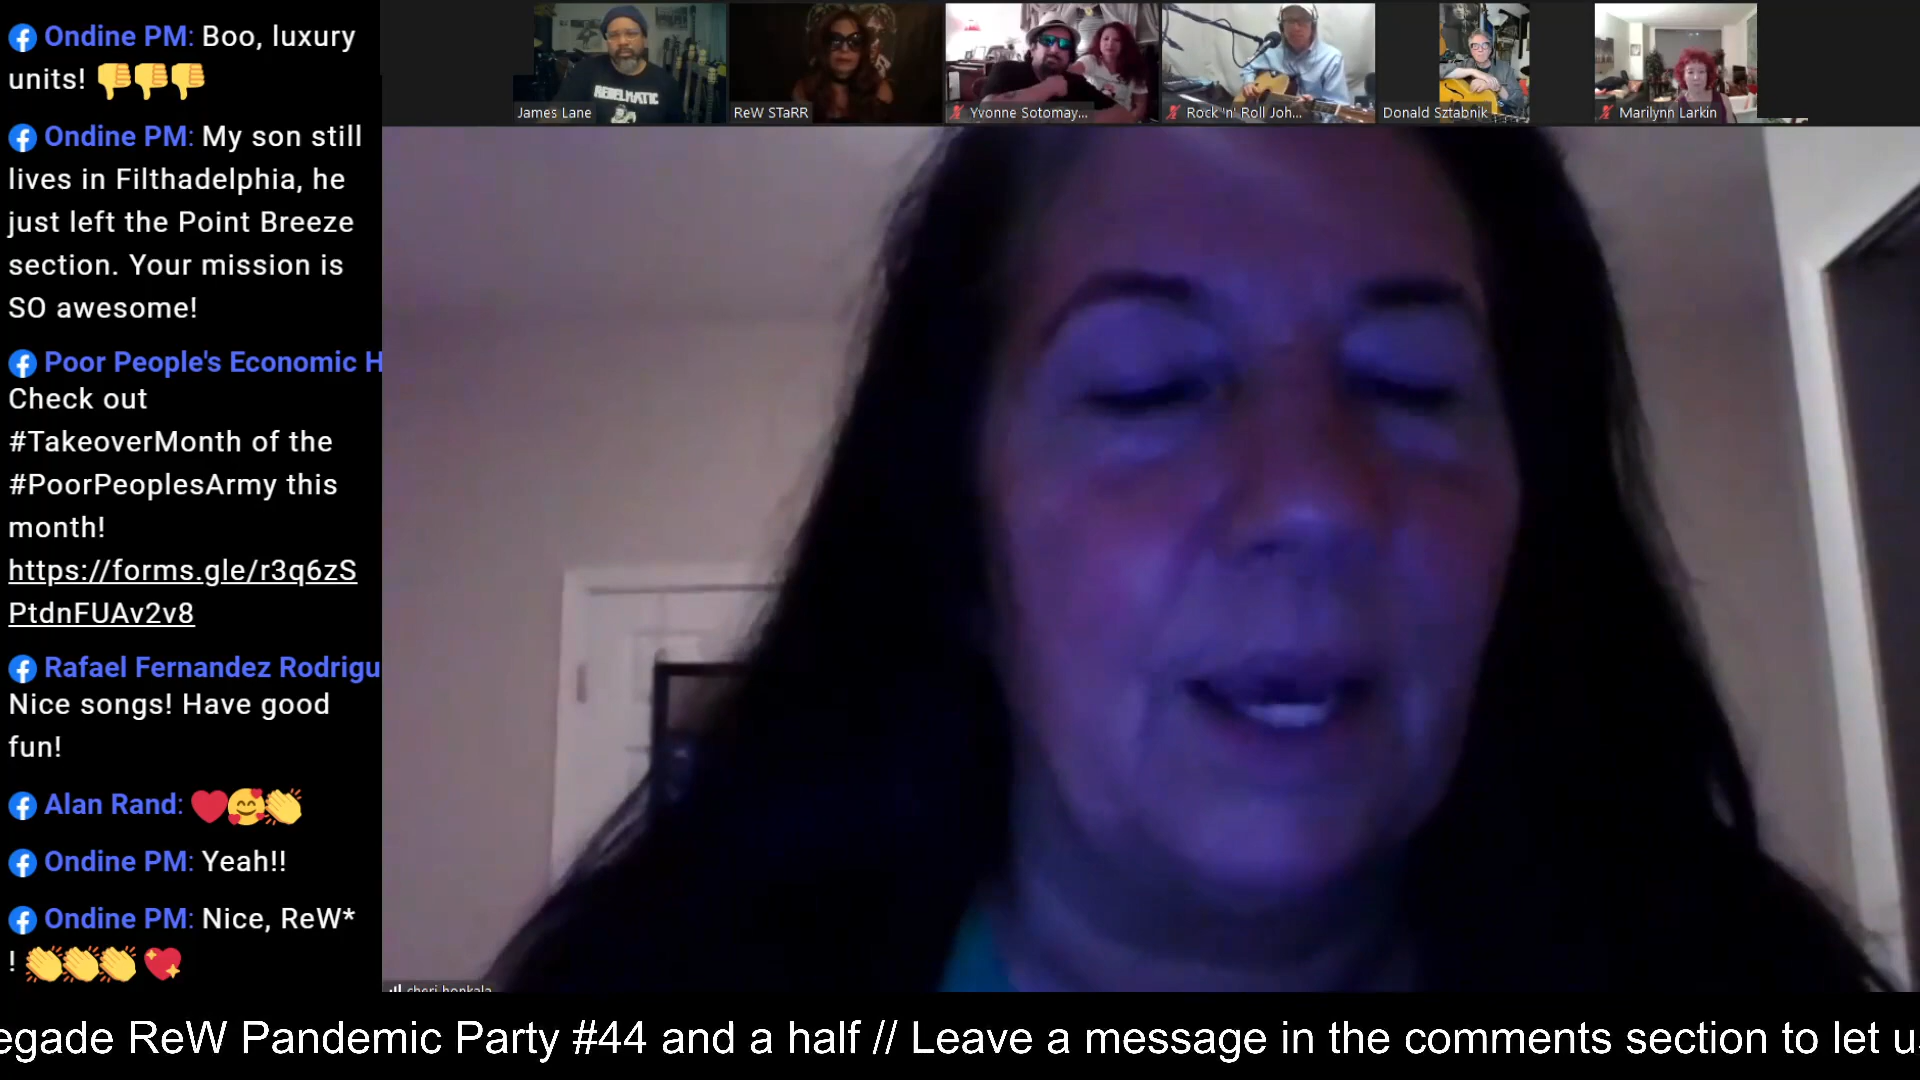 Ondine PM: Boo, luxury
units! 👎👎👎
Ondine PM: My son still
lives in Filthadelphia, he
just left the Point Breeze
section. Your mission is
SO awesome!
Poor People's Economic H
Check out
#TakeoverMonth of the
#PoorPeoplesArmy this
month!
https://forms.gle/r3q6zS
PtdnFUAv2v8
Rafael Fernandez Rodrigu
Nice songs! Have good
fun!
Alan Rand: ❤️🥰👏
Ondine PM: Yeah!!
Ondine PM: Nice, ReW*
! 👏👏👏 💖
James Lane
REBELMATIC
ReW STaRR
Yvonne Sotomay...
Rock 'n' Roll Joh...
Donald Sztabnik
Marilynn Larkin
cheri honkala
egade ReW Pandemic Party #44 and a half // Leave a message in the comments section to let us